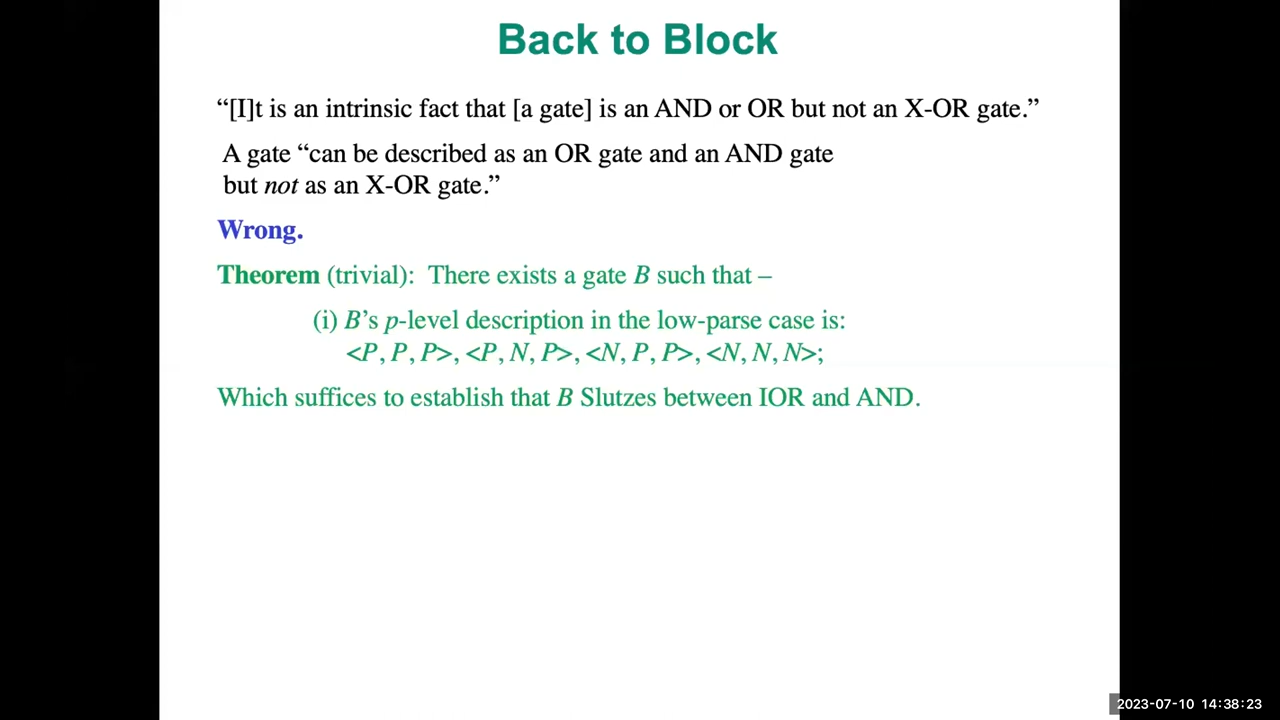 Back to Block
“[I]t is an intrinsic fact that [a gate] is an AND or OR but not an X-OR gate.”
A gate “can be described as an OR gate and an AND gate
but not as an X-OR gate.”
Wrong.
Theorem (trivial): There exists a gate B such that –
(i) B’s p-level description in the low-parse case is:
<P, P, P>, <P, N, P>, <N, P, P>, <N, N, N>;
Which suffices to establish that B Slutzes between IOR and AND.
2023-07-10 14:38:23